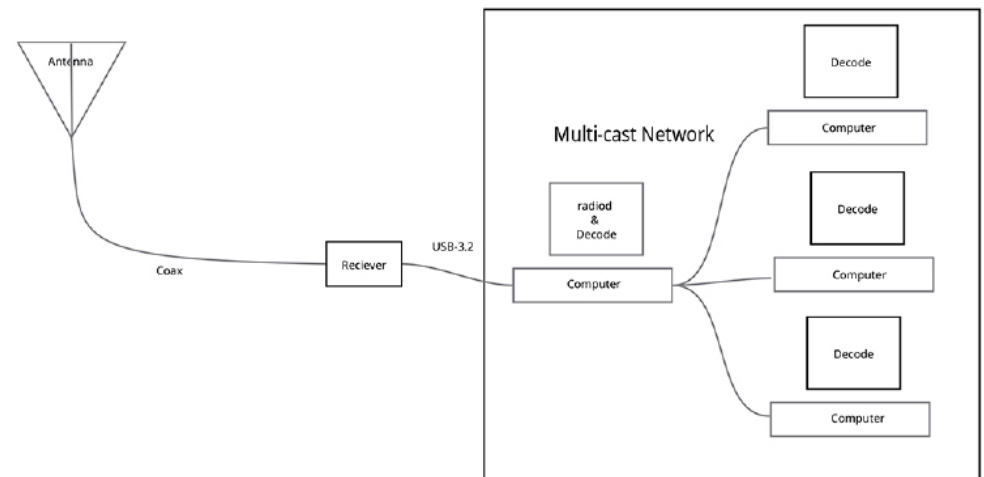 Antenna
Coax
Reciever
USB-3.2
Multi-cast Network
radiod
&
Decode
Computer
Decode
Computer
Decode
Computer
Decode
Computer